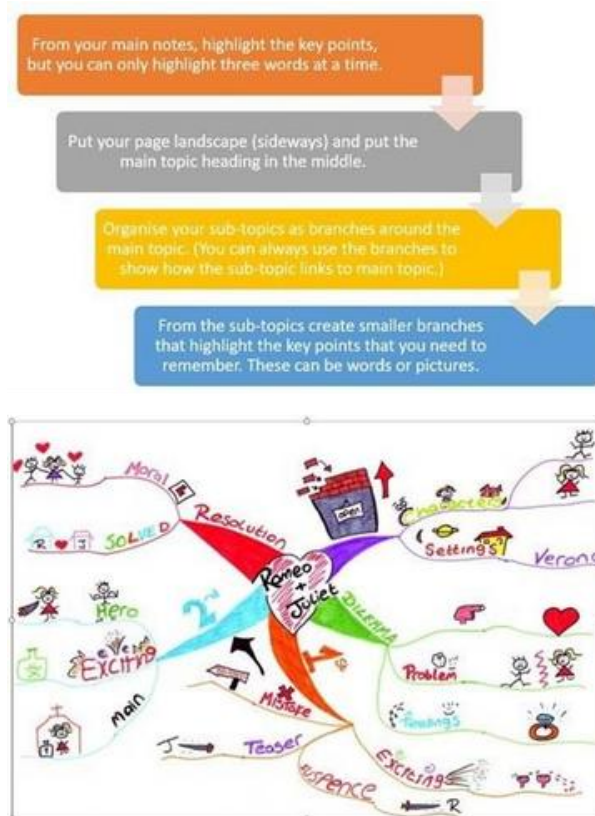 From your main notes, highlight the key points,
but you can only highlight three words at a time.
Put your page landscape (sideways) and put the
main topic heading in the middle.
Organise your sub-topics as branches around the
main topic. (You can always use the branches to
show how the sub-topic links to main topic.)
From the sub-topics create smaller branches
that highlight the key points that you need to
remember. These can be words or pictures.
Moral
Resolution
R J SOLVED
open
Characters
Settings
Verona
Romeo
+
Juliet
DILEMMA
Hero
2nd
Exciting
Main
1st
Problem
Feelings
MISTAKE
J Teaser
Exciting
SUSPENCE
R